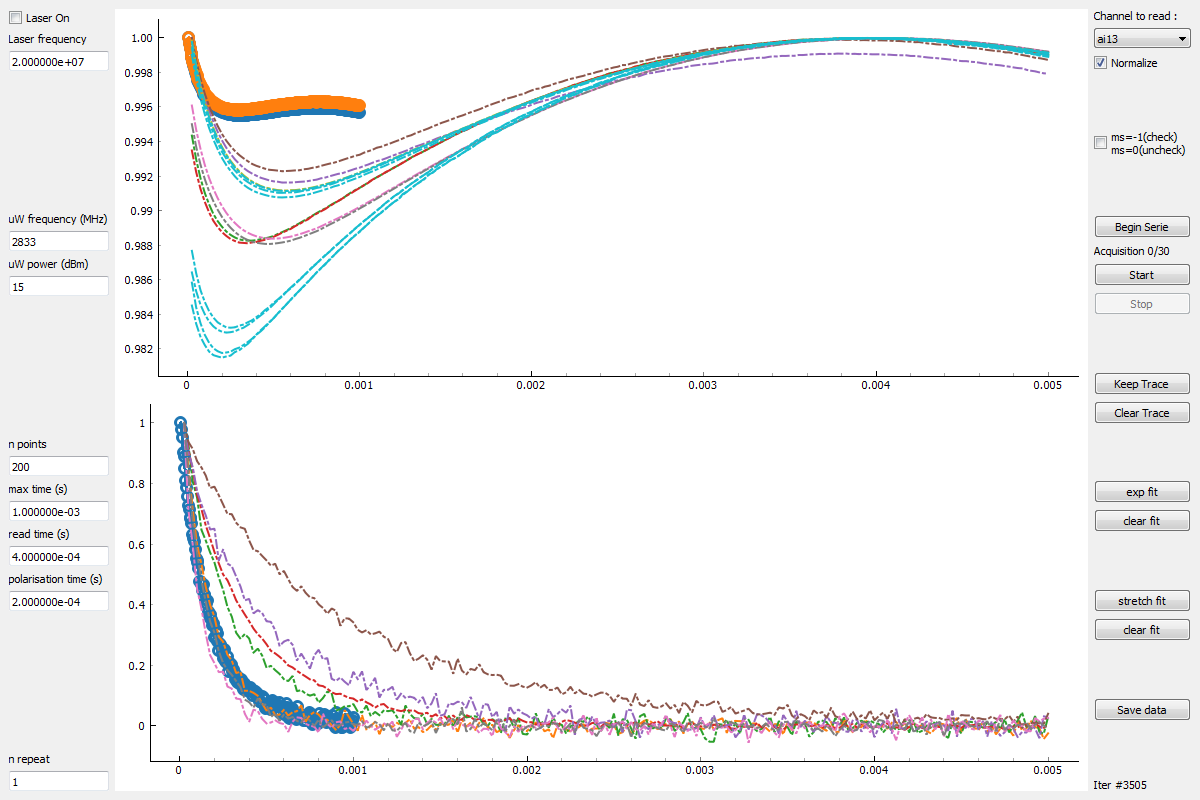 Laser On
Laser frequency
2.000000e+07
uW frequency (MHz)
2833
uW power (dBm)
15
n points
200
max time (s)
1.000000e-03
read time (s)
4.000000e-04
polarisation time (s)
2.000000e-04
n repeat
1
1.00
0.998
0.996
0.994
0.992
0.99
0.988
0.986
0.984
0.982
0
0.001
0.002
0.003
0.004
0.005
1
0.8
0.6
0.4
0.2
0
0
0.001
0.002
0.003
0.004
0.005
Channel to read :
ai13
Normalize
ms=-1(check)
ms=0(uncheck)
Begin Serie
Acquisition 0/30
Start
Stop
Keep Trace
Clear Trace
exp fit
clear fit
stretch fit
clear fit
Save data
Iter #3505